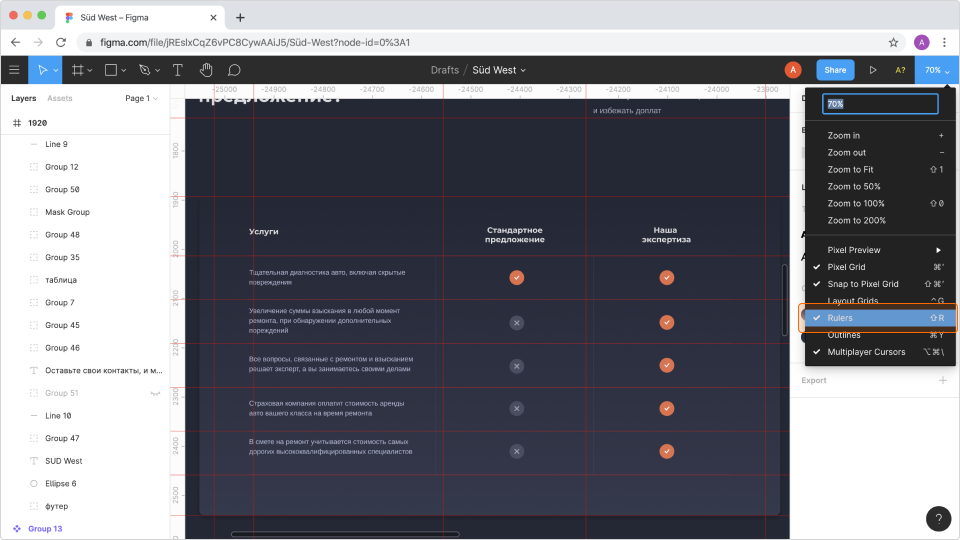 Süd West – Figma
figma.com/file/jREslxCqZ6vPC8CywAAiJ5/Süd-West?node-id=0%3A1
A
Drafts / Süd West
A
Share
A?
70%
Layers
Assets
Page 1
1920
Line 9
Group 12
Group 50
Mask Group
Group 48
Group 35
таблица
Group 7
Group 45
Group 46
Оставьте свои контакты, и м...
Group 51
Line 10
Group 47
SUD West
Ellipse 6
футер
Group 13
-25000 -24900 -24800 -24700 -24600 -24500 -24400 -24300 -24200 -24100 -24000 -23900
1800
1900
2000
2100
2200
2300
2400
2500
предложение?
и избежать доплат
Услуги
Стандартное
предложение
Наша
экспертиза
Тщательная диагностика авто, включая скрытые
повреждения
Увеличение суммы взыскания в любой момент
ремонта, при обнаружении дополнительных
повреждений
Все вопросы, связанные с ремонтом и взысканием
решает эксперт, а вы занимаетесь своими делами
Страховая компания оплатит стоимость аренды
авто вашего класса на время ремонта
В смете на ремонт учитывается стоимость самых
дорогих высококвалифицированных специалистов
70%
Zoom in +
Zoom out −
Zoom to Fit ⇧1
Zoom to 50%
Zoom to 100% ⇧0
Zoom to 200%
Pixel Preview
Pixel Grid ⌘'
Snap to Pixel Grid ⇧⌘'
Layout Grids ⌃G
Rulers ⇧R
Outlines ⌘Y
Multiplayer Cursors ⌥⌘\
Export
?